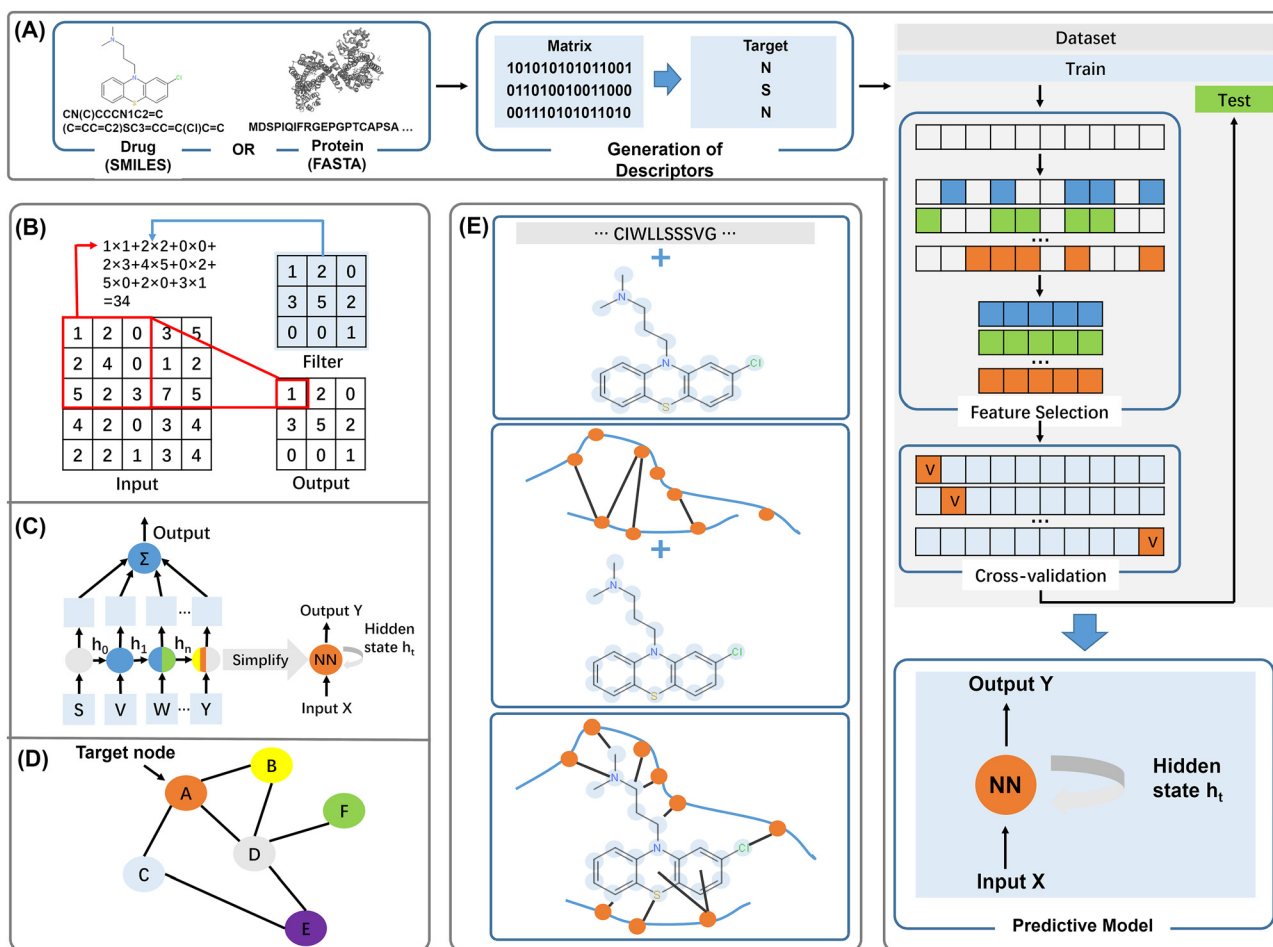 (A)
N
N
Cl
S
CN(C)CCCN1C2=C
(C=CC=C2)SC3=CC=C(Cl)C=C
Drug
(SMILES)
OR
MDSPIQIFRGEPGPTCAPSA ...
Protein
(FASTA)
Matrix
101010101011001
011010010011000
001110101011010
Target
N
S
N
Generation of
Descriptors
Dataset
Train
Test
...
...
Feature Selection
V
V
...
V
Cross-validation
Output Y
NN
Hidden
state ht
Input X
Predictive Model
(B)
1×1+2×2+0×0+
2×3+4×5+0×2+
5×0+2×0+3×1
=34
1 2 0
3 5 2
0 0 1
Filter
1 2 0 3 5
2 4 0 1 2
5 2 3 7 5
4 2 0 3 4
2 2 1 3 4
Input
1 2 0
3 5 2
0 0 1
Output
(C)
Output
Σ
...
h0 h1 hn
S V W ... Y
Simplify
Output Y
Hidden
state ht
NN
Input X
(D)
Target node
A
B
F
D
C
E
(E)
... CIWLLSSSVG ...
+
N
N
Cl
S
+
N
N
Cl
S
N
N
Cl
S